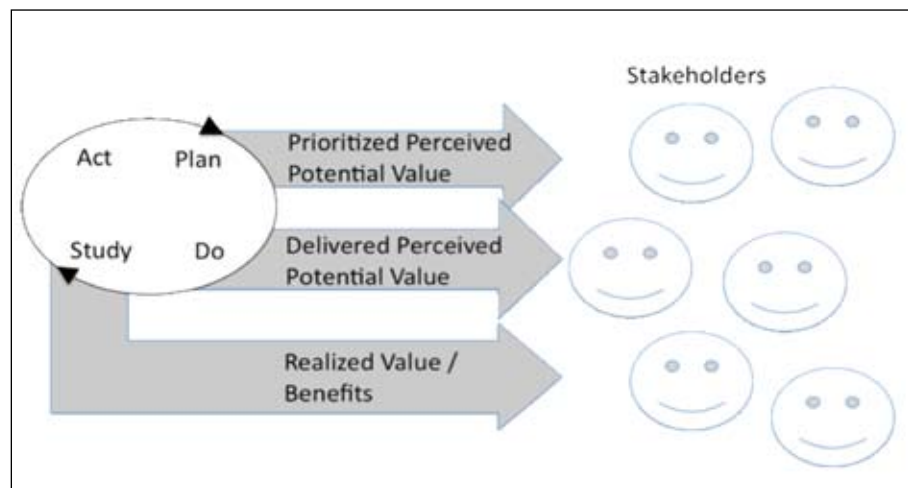 Stakeholders
Act
Plan
Study
Do
Prioritized Perceived
Potential Value
Delivered Perceived
Potential Value
Realized Value /
Benefits